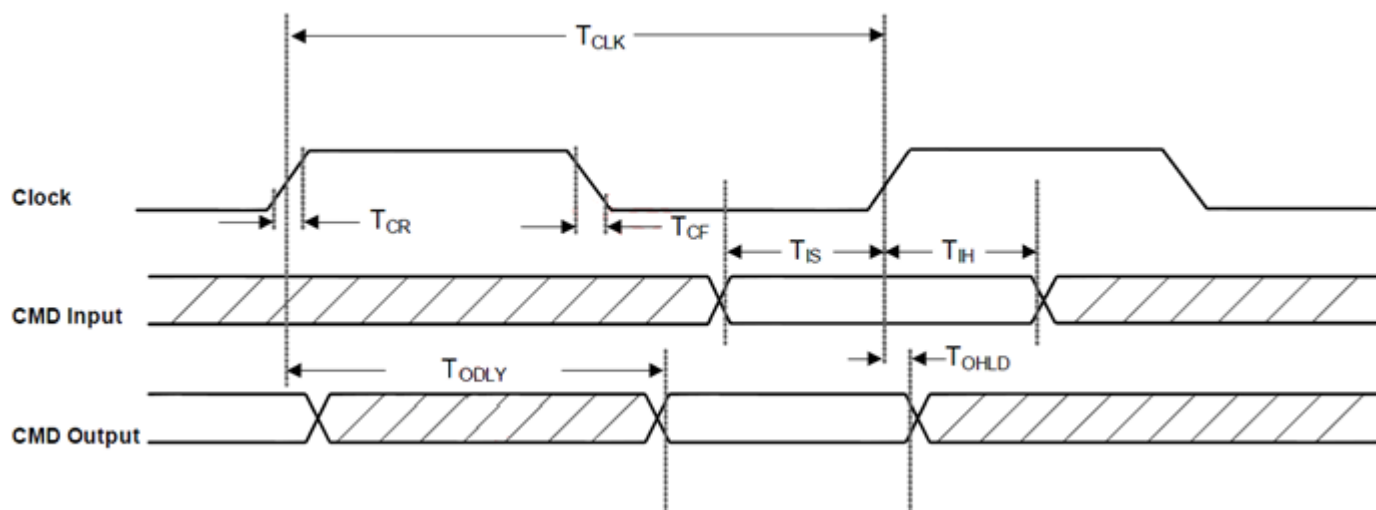 TCLK
Clock
TCR
TCF
TIS
TIH
CMD Input
TODLY
TOHLD
CMD Output